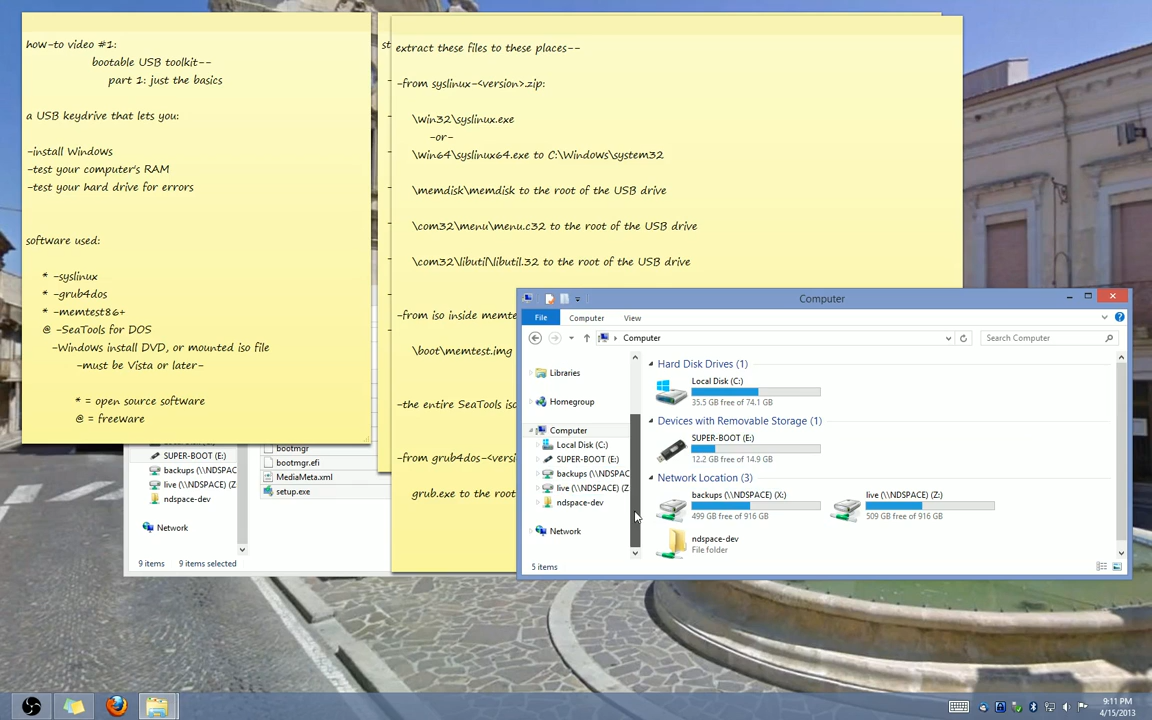 how-to video #1:
bootable USB toolkit--
part 1: just the basics
a USB keydrive that lets you:
-install Windows
-test your computer's RAM
-test your hard drive for errors
software used:
* -syslinux
* -grub4dos
* -memtest86+
@ -SeaTools for DOS
-Windows install DVD, or mounted iso file
-must be Vista or later-
* = open source software
@ = freeware
st
extract these files to these places--
-from syslinux-<version>.zip:
\win32\syslinux.exe
-or-
\win64\syslinux64.exe to C:\Windows\system32
\memdisk\memdisk to the root of the USB drive
\com32\menu\menu.c32 to the root of the USB drive
\com32\libutil\libutil.32 to the root of the USB drive
-from iso inside memte
\boot\memtest.img
-the entire SeaTools iso
-from grub4dos-<versi
grub.exe to the root
SUPER-BOOT (E:)
backups (\\NDSPAC
live (\\NDSPACE) (Z
ndspace-dev
Network
bootmgr
bootmgr.efi
MediaMeta.xml
setup.exe
9 items 9 items selected
Computer
File Computer View
Computer Search Computer
Libraries
Homegroup
Computer
Local Disk (C:)
SUPER-BOOT (E:)
backups (\\NDSPAC
live (\\NDSPACE) (Z
ndspace-dev
Network
Hard Disk Drives (1)
Local Disk (C:)
35.5 GB free of 74.1 GB
Devices with Removable Storage (1)
SUPER-BOOT (E:)
12.2 GB free of 14.9 GB
Network Location (3)
backups (\\NDSPACE) (X:)
499 GB free of 916 GB
live (\\NDSPACE) (Z:)
509 GB free of 916 GB
ndspace-dev
File folder
5 items
9:11 PM
4/15/2013